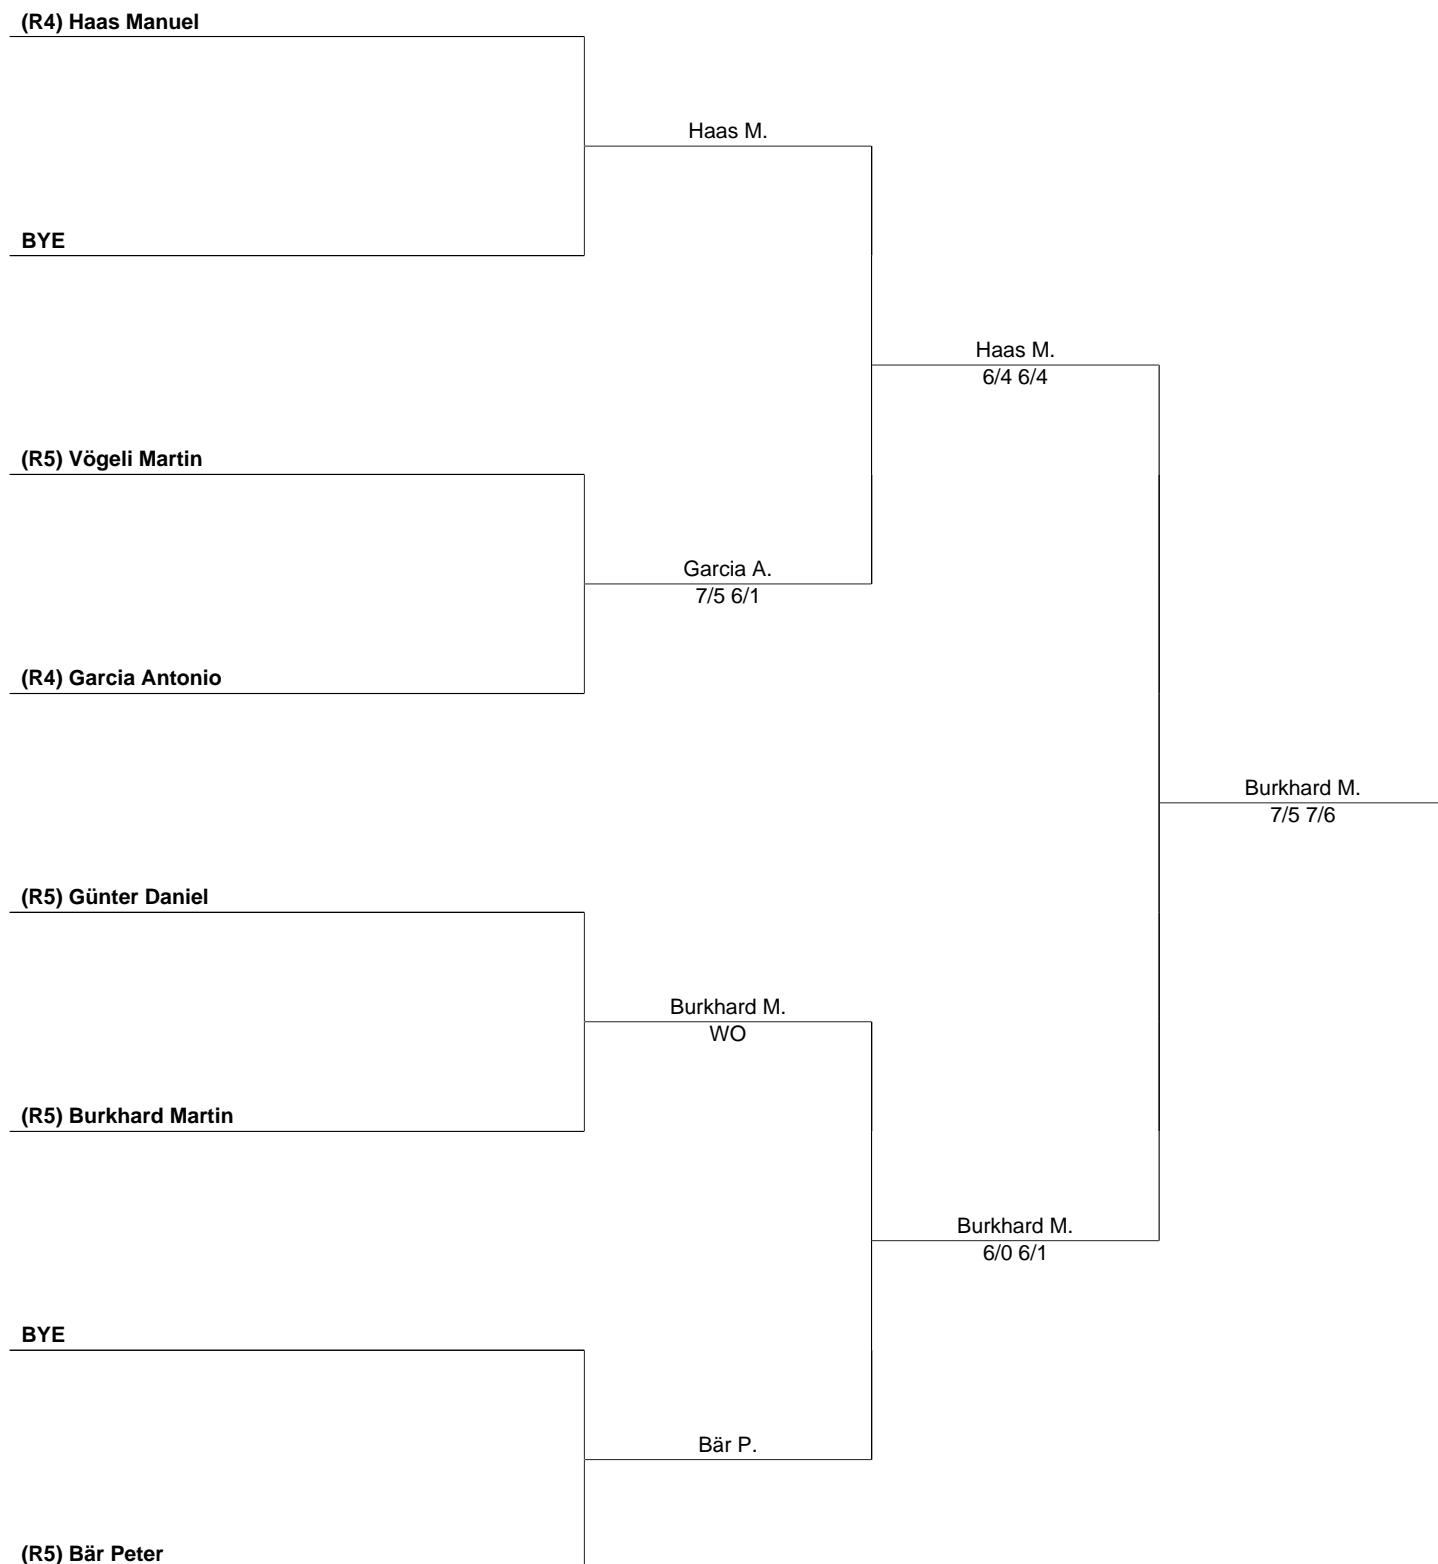 (R4) Haas Manuel
Haas M.
BYE
Haas M.
6/4 6/4
(R5) Vögeli Martin
Garcia A.
7/5 6/1
(R4) Garcia Antonio
Burkhard M.
7/5 7/6
(R5) Günter Daniel
Burkhard M.
WO
(R5) Burkhard Martin
Burkhard M.
6/0 6/1
BYE
Bär P.
(R5) Bär Peter